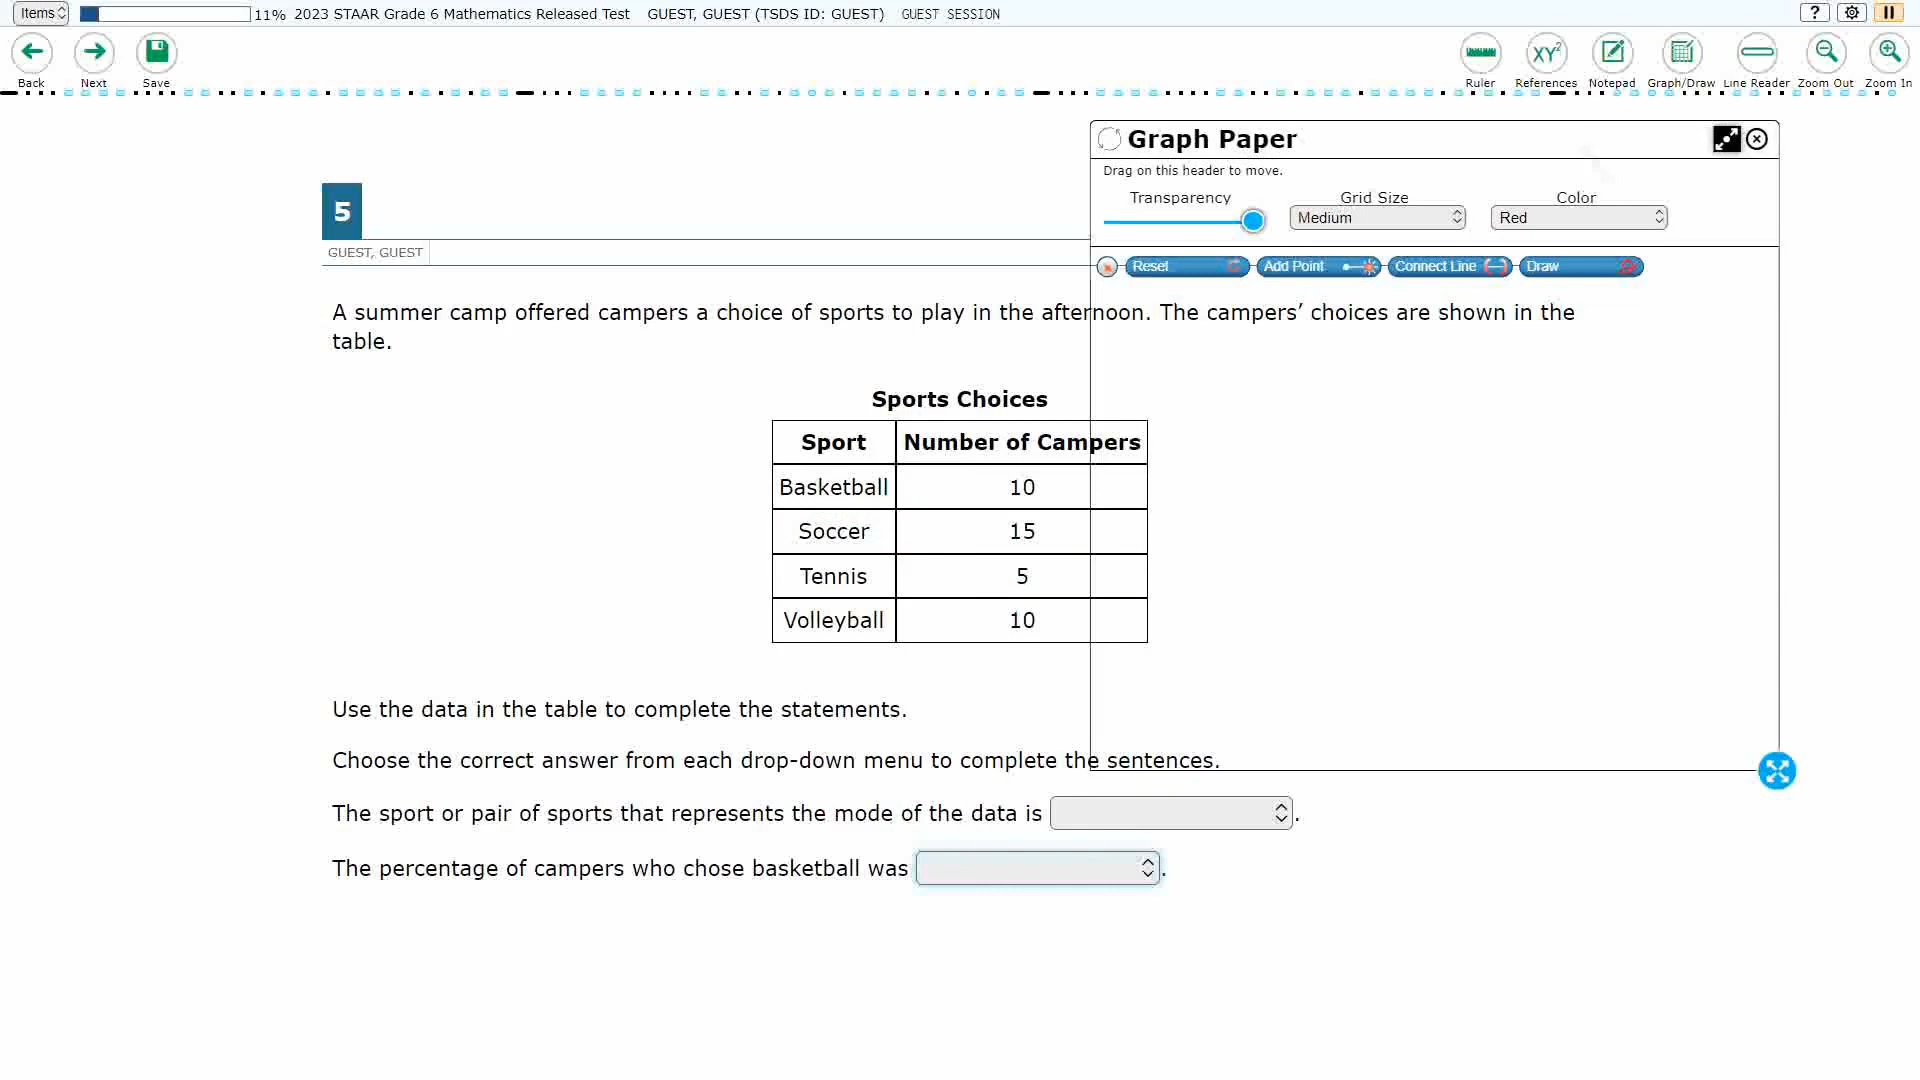 Items 11% 2023 STAAR Grade 6 Mathematics Released Test GUEST, GUEST (TSDS ID: GUEST) GUEST SESSION ?
Back Next Save Ruler XY² References Notepad Graph/Draw Line Reader Zoom Out Zoom In
Graph Paper
Drag on this header to move.
Transparency Grid Size Color
Medium Red
Reset Add Point Connect Line Draw
5
GUEST, GUEST
A summer camp offered campers a choice of sports to play in the afternoon. The campers’ choices are shown in the
table.
Sports Choices
Sport Number of Campers
Basketball 10
Soccer 15
Tennis 5
Volleyball 10
Use the data in the table to complete the statements.
Choose the correct answer from each drop-down menu to complete the sentences.
The sport or pair of sports that represents the mode of the data is .
The percentage of campers who chose basketball was .